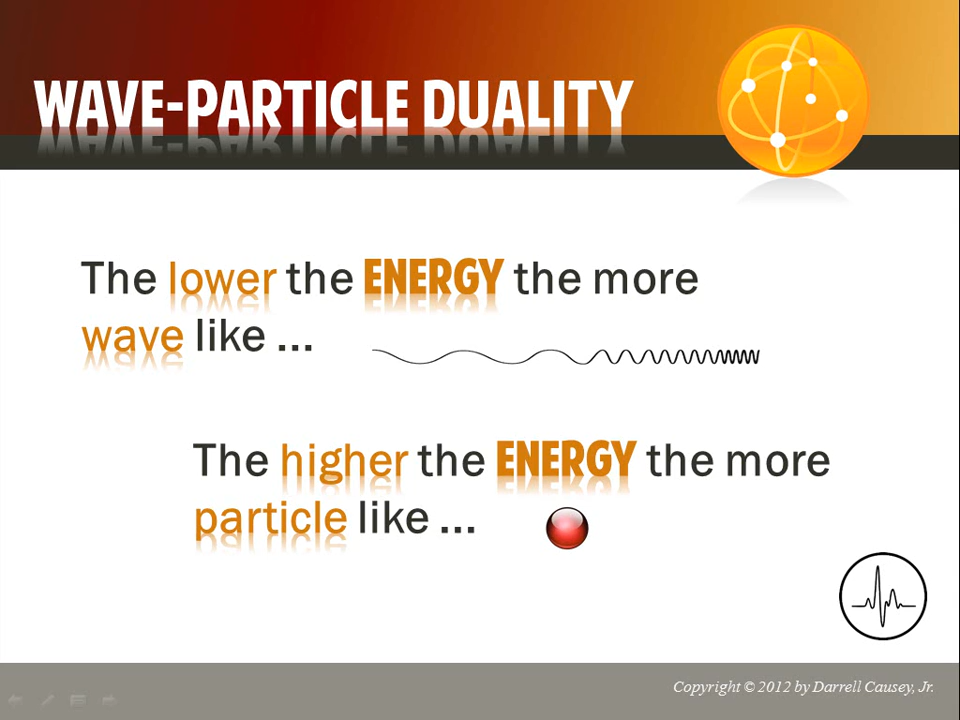 WAVE-PARTICLE DUALITY
The lower the ENERGY the more
wave like ...
The higher the ENERGY the more
particle like ...
Copyright © 2012 by Darrell Causey, Jr.